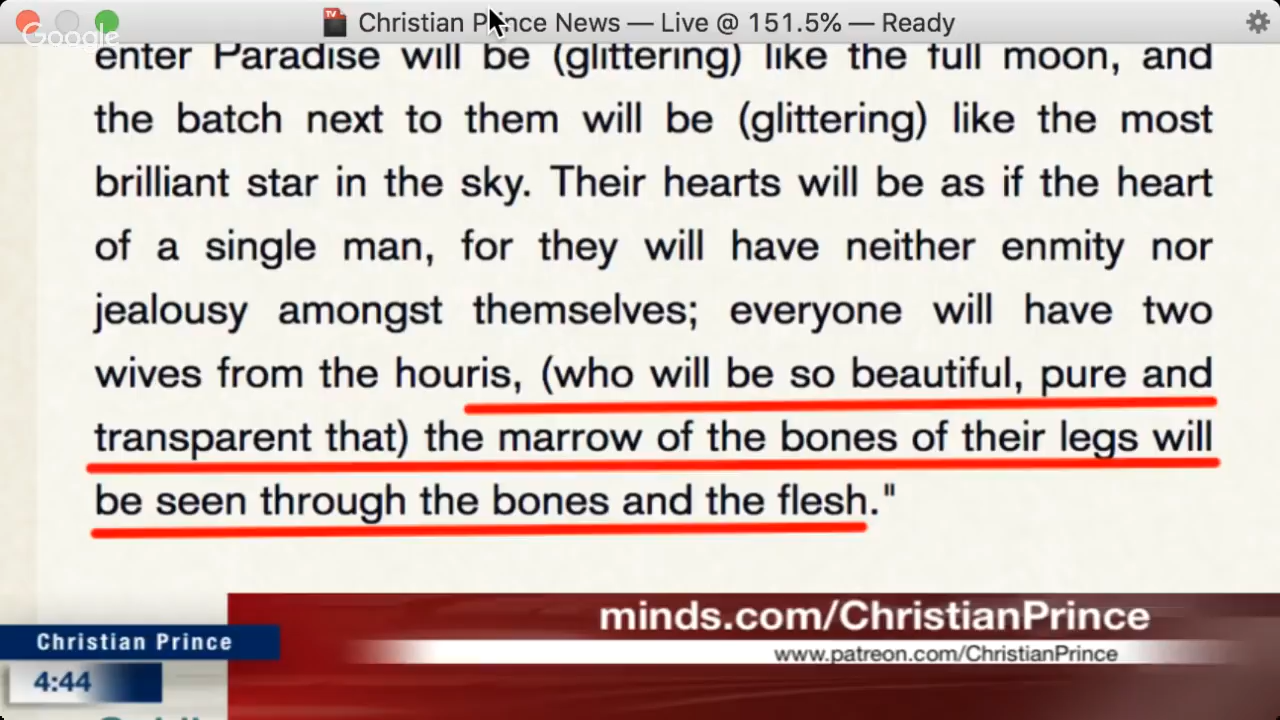 Christian Prince News — Live @ 151.5% — Ready
Google
enter Paradise will be (glittering) like the full moon, and
the batch next to them will be (glittering) like the most
brilliant star in the sky. Their hearts will be as if the heart
of a single man, for they will have neither enmity nor
jealousy amongst themselves; everyone will have two
wives from the houris, (who will be so beautiful, pure and
transparent that) the marrow of the bones of their legs will
be seen through the bones and the flesh."
minds.com/ChristianPrince
Christian Prince
www.patreon.com/ChristianPrince
4:44